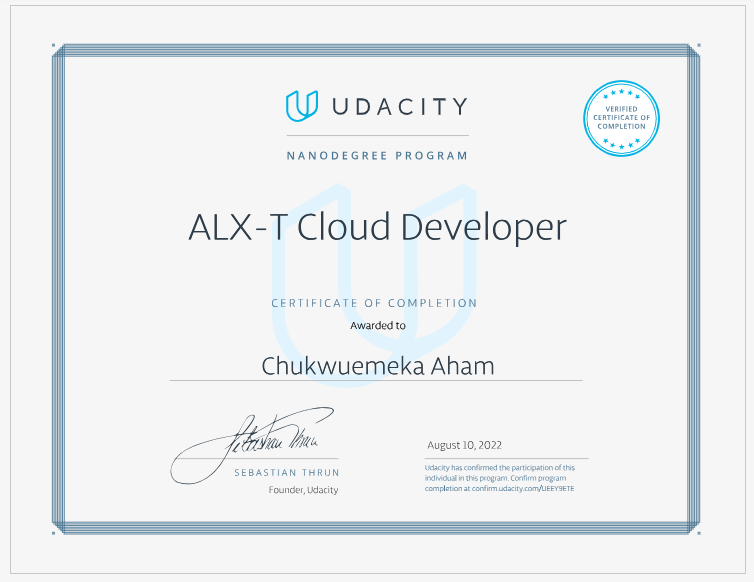 UDACITY
VERIFIED
CERTIFICATE OF
COMPLETION
NANODEGREE PROGRAM
ALX-T Cloud Developer
CERTIFICATE OF COMPLETION
Awarded to
Chukwuemeka Aham
Sebastian Thrun
SEBASTIAN THRUN
Founder, Udacity
August 10, 2022
Udacity has confirmed the participation of this
individual in this program. Confirm program
completion at confirm.udacity.com/UEEY9ETE